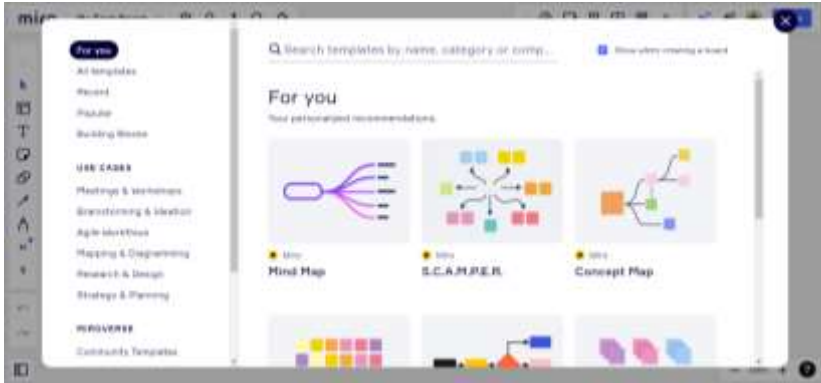 miro
For you
All templates
Recent
Popular
Building Blocks
USE CASES
Meetings & Workshops
Brainstorming & Ideation
Agile Workflows
Mapping & Diagramming
Research & Design
Strategy & Planning
MIROVERSE
Community Templates
Search templates by name, category or comp...
Show when creating a board
For you
Your personalized recommendations
Miro
Mind Map
Miro
S.C.A.M.P.E.R.
Miro
Concept Map